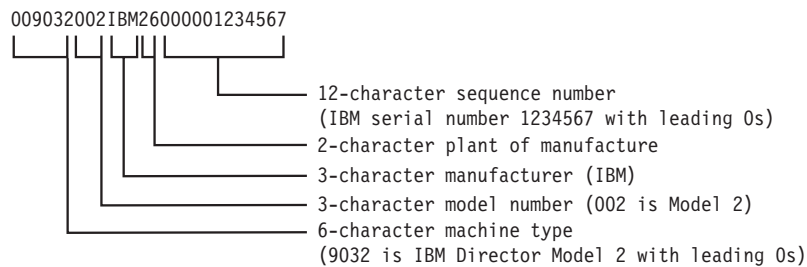 009032002IBM26000001234567
12-character sequence number
(IBM serial number 1234567 with leading 0s)
2-character plant of manufacture
3-character manufacturer (IBM)
3-character model number (002 is Model 2)
6-character machine type
(9032 is IBM Director Model 2 with leading 0s)